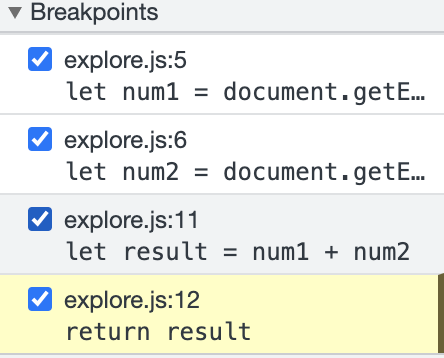 Breakpoints
explore.js:5
let num1 = document.getE…
explore.js:6
let num2 = document.getE…
explore.js:11
let result = num1 + num2
explore.js:12
return result